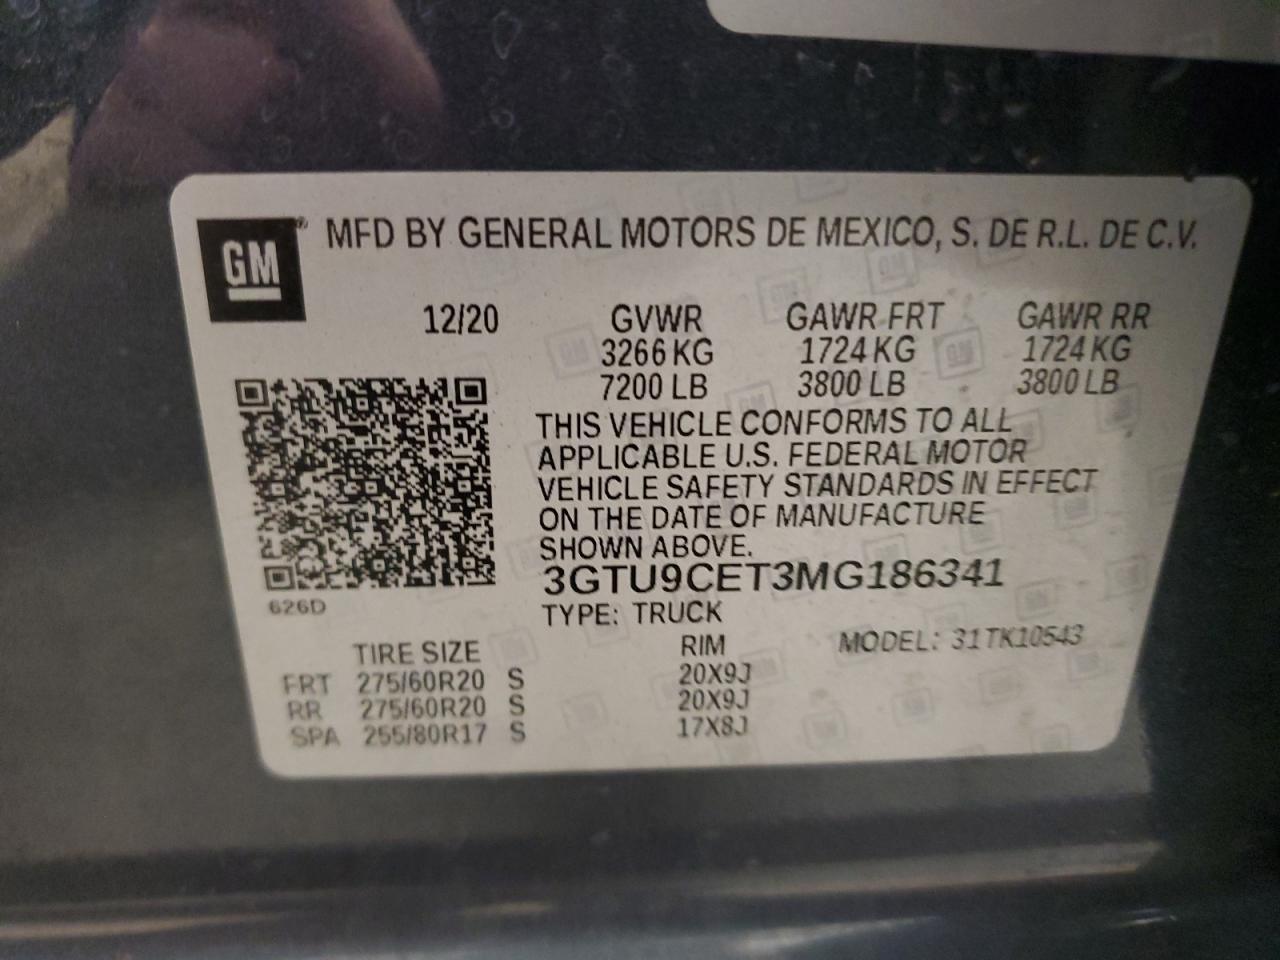 GM® MFD BY GENERAL MOTORS DE MEXICO, S. DE R.L. DE C.V.
12/20 GVWR GAWR FRT GAWR RR
3266 KG 1724 KG 1724 KG
7200 LB 3800 LB 3800 LB
THIS VEHICLE CONFORMS TO ALL
APPLICABLE U.S. FEDERAL MOTOR
VEHICLE SAFETY STANDARDS IN EFFECT
ON THE DATE OF MANUFACTURE
SHOWN ABOVE.
3GTU9CET3MG186341
626D
TYPE: TRUCK
MODEL: 31TK10543
TIRE SIZE RIM
FRT 275/60R20 S 20X9J
RR 275/60R20 S 20X9J
SPA 255/80R17 S 17X8J